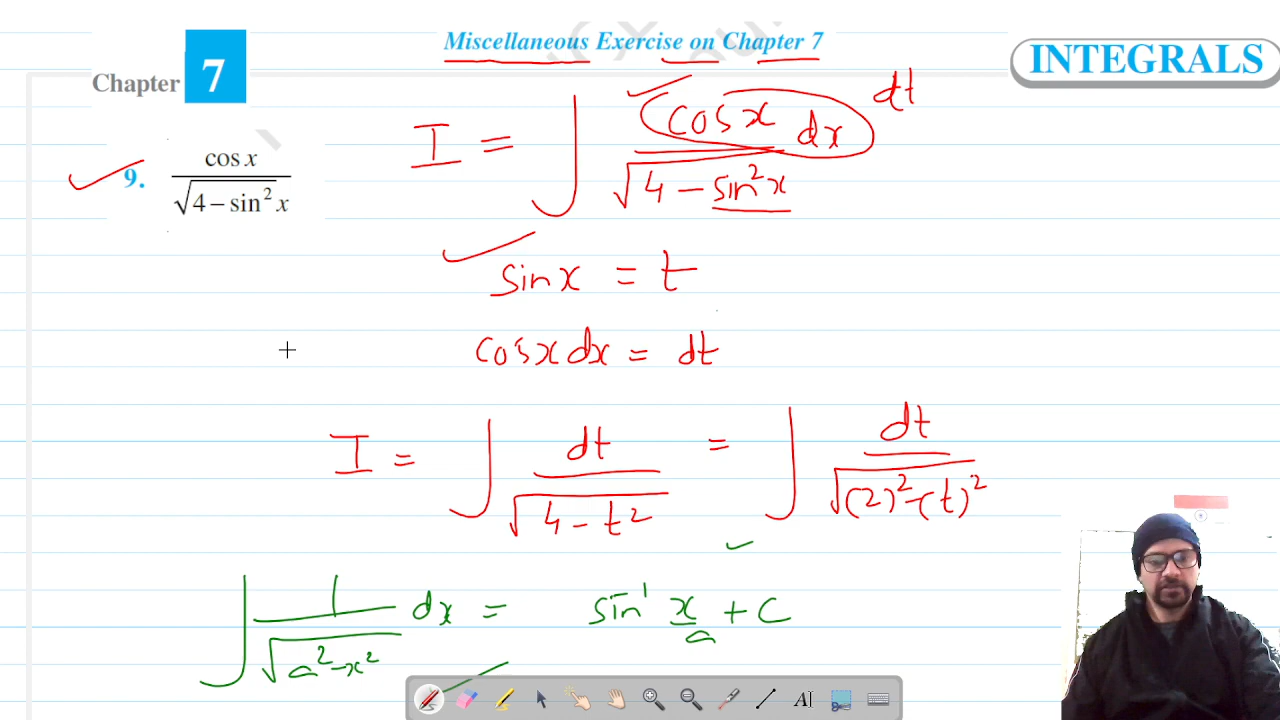 Miscellaneous Exercise on Chapter 7
Chapter 7
INTEGRALS
9. cos x / √(4 – sin² x)
I = ∫ cos x dx / √(4 – sin²x) dt
sin x = t
cos x dx = dt
I = ∫ dt / √(4 – t²) = ∫ dt / √((2)² – (t)²)
∫ 1 / √(a² – x²) dx = sin⁻¹ x/a + C